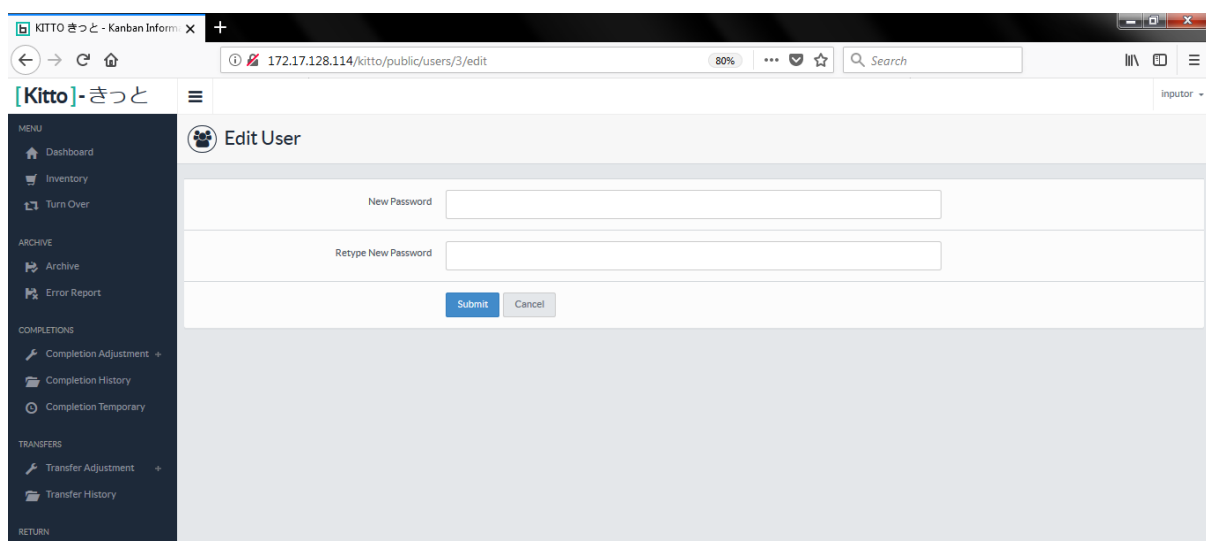 KITTO きっと - Kanban Inform
172.17.128.114/kitto/public/users/3/edit
80%
Search
[Kitto]-きっと
inputor
MENU
Dashboard
Inventory
Turn Over
ARCHIVE
Archive
Error Report
COMPLETIONS
Completion Adjustment +
Completion History
Completion Temporary
TRANSFERS
Transfer Adjustment +
Transfer History
RETURN
Edit User
New Password
Retype New Password
Submit Cancel